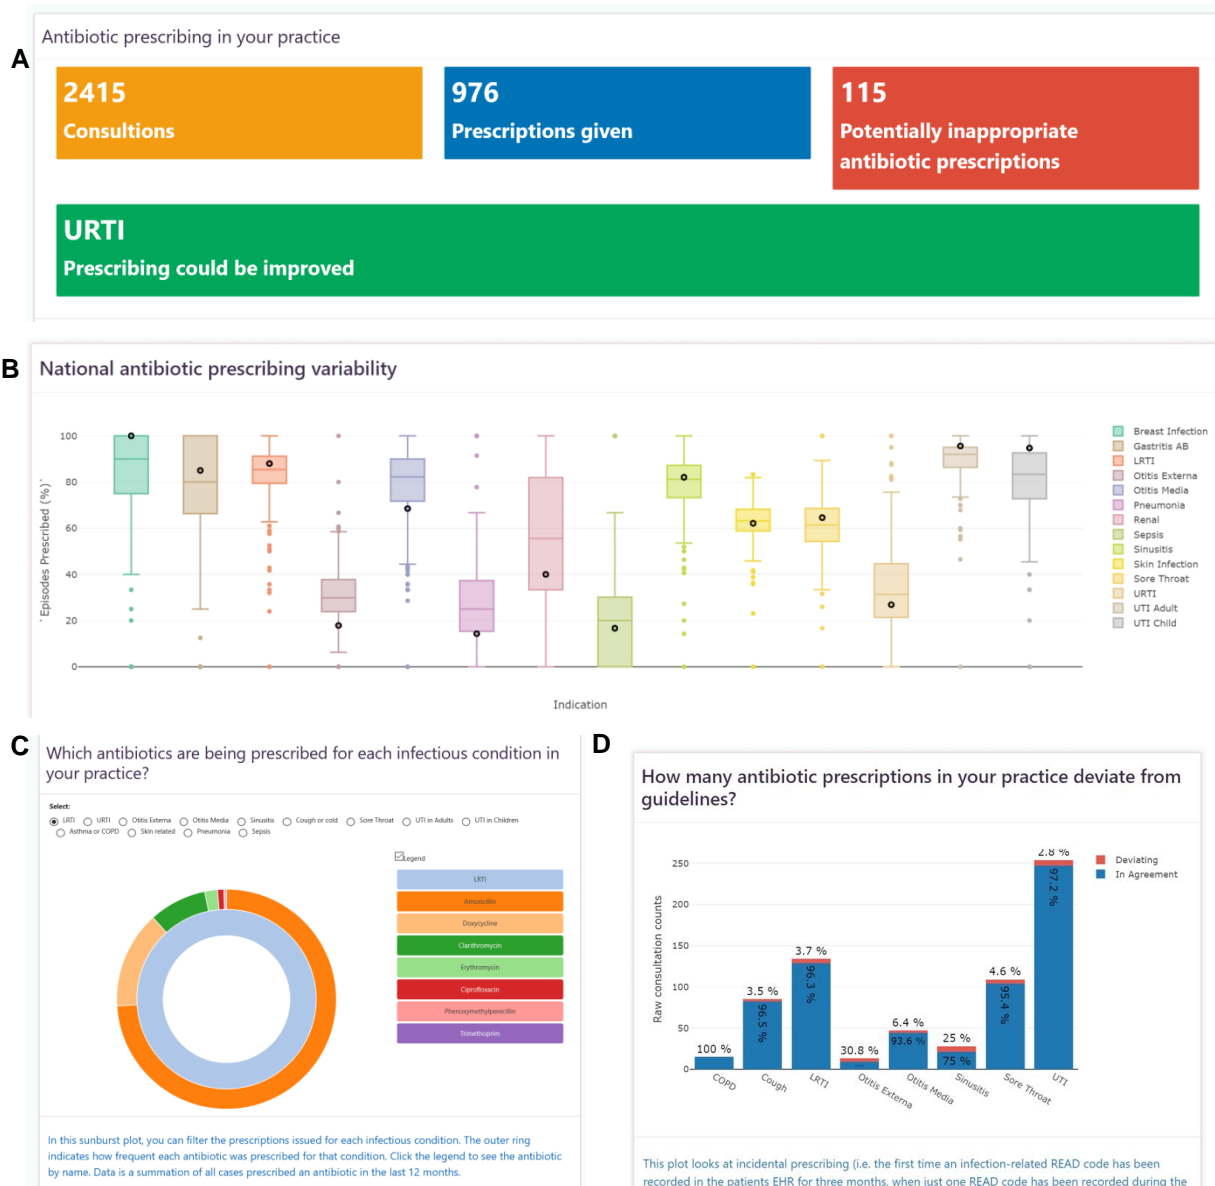 A
Antibiotic prescribing in your practice
2415
Consultions
976
Prescriptions given
115
Potentially inappropriate
antibiotic prescriptions
URTI
Prescribing could be improved
B
National antibiotic prescribing variability
`Episodes Prescribed (%)`
100
80
60
40
20
0
Indication
Breast Infection
Gastritis AB
LRTI
Otitis Externa
Otitis Media
Pneumonia
Renal
Sepsis
Sinusitis
Skin Infection
Sore Throat
URTI
UTI Adult
UTI Child
C
Which antibiotics are being prescribed for each infectious condition in
your practice?
Select:
LRTI URTI Otitis Externa Otitis Media Sinusitis Cough or cold Sore Throat UTI in Adults UTI in Children
Asthma or COPD Skin related Pneumonia Sepsis
Legend
LRTI
Amoxicillin
Doxycycline
Clarithromycin
Erythromycin
Ciprofloxacin
Phenoxymethylpenicillin
Trimethoprim
In this sunburst plot, you can filter the prescriptions issued for each infectious condition. The outer ring
indicates how frequent each antibiotic was prescribed for that condition. Click the legend to see the antibiotic
by name. Data is a summation of all cases prescribed an antibiotic in the last 12 months.
D
How many antibiotic prescriptions in your practice deviate from
guidelines?
Raw consultation counts
250
200
150
100
50
0
100 %
3.5 %
96.5 %
3.7 %
96.3 %
30.8 %
6.4 %
93.6 %
25 %
75 %
4.6 %
95.4 %
2.8 %
97.2 %
COPD
Cough
LRTI
Otitis Externa
Otitis Media
Sinusitis
Sore Throat
UTI
Deviating
In Agreement
This plot looks at incidental prescribing (i.e. the first time an infection-related READ code has been
recorded in the patients EHR for three months, when just one READ code has been recorded during the